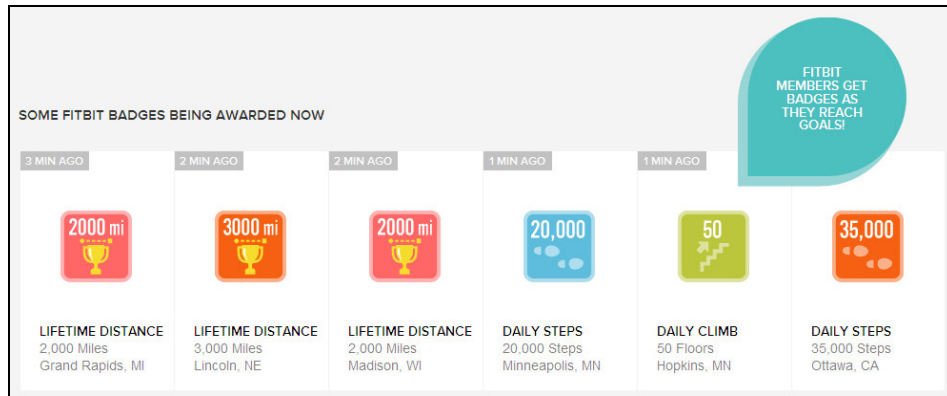 FITBIT
MEMBERS GET
BADGES AS
THEY REACH
GOALS!
SOME FITBIT BADGES BEING AWARDED NOW
3 MIN AGO
2000 mi
LIFETIME DISTANCE
2,000 Miles
Grand Rapids, MI
2 MIN AGO
3000 mi
LIFETIME DISTANCE
3,000 Miles
Lincoln, NE
2 MIN AGO
2000 mi
LIFETIME DISTANCE
2,000 Miles
Madison, WI
1 MIN AGO
20,000
DAILY STEPS
20,000 Steps
Minneapolis, MN
1 MIN AGO
50
DAILY CLIMB
50 Floors
Hopkins, MN
35,000
DAILY STEPS
35,000 Steps
Ottawa, CA